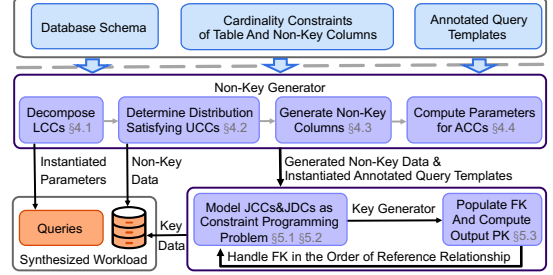 Database Schema
Cardinality Constraints
of Table And Non-Key Columns
Annotated Query
Templates
Non-Key Generator
Decompose
LCCs §4.1
Determine Distribution
Satisfying UCCs §4.2
Generate Non-Key
Columns §4.3
Compute Parameters
for ACCs §4.4
Instantiated
Parameters
Non-Key
Data
Generated Non-Key Data &
Instantiated Annotated Query Templates
Queries
Synthesized Workload
Key
Data
Model JCCs&JDCs as
Constraint Programming
Problem §5.1 §5.2
Key Generator
Populate FK
And Compute
Output PK §5.3
Handle FK in the Order of Reference Relationship